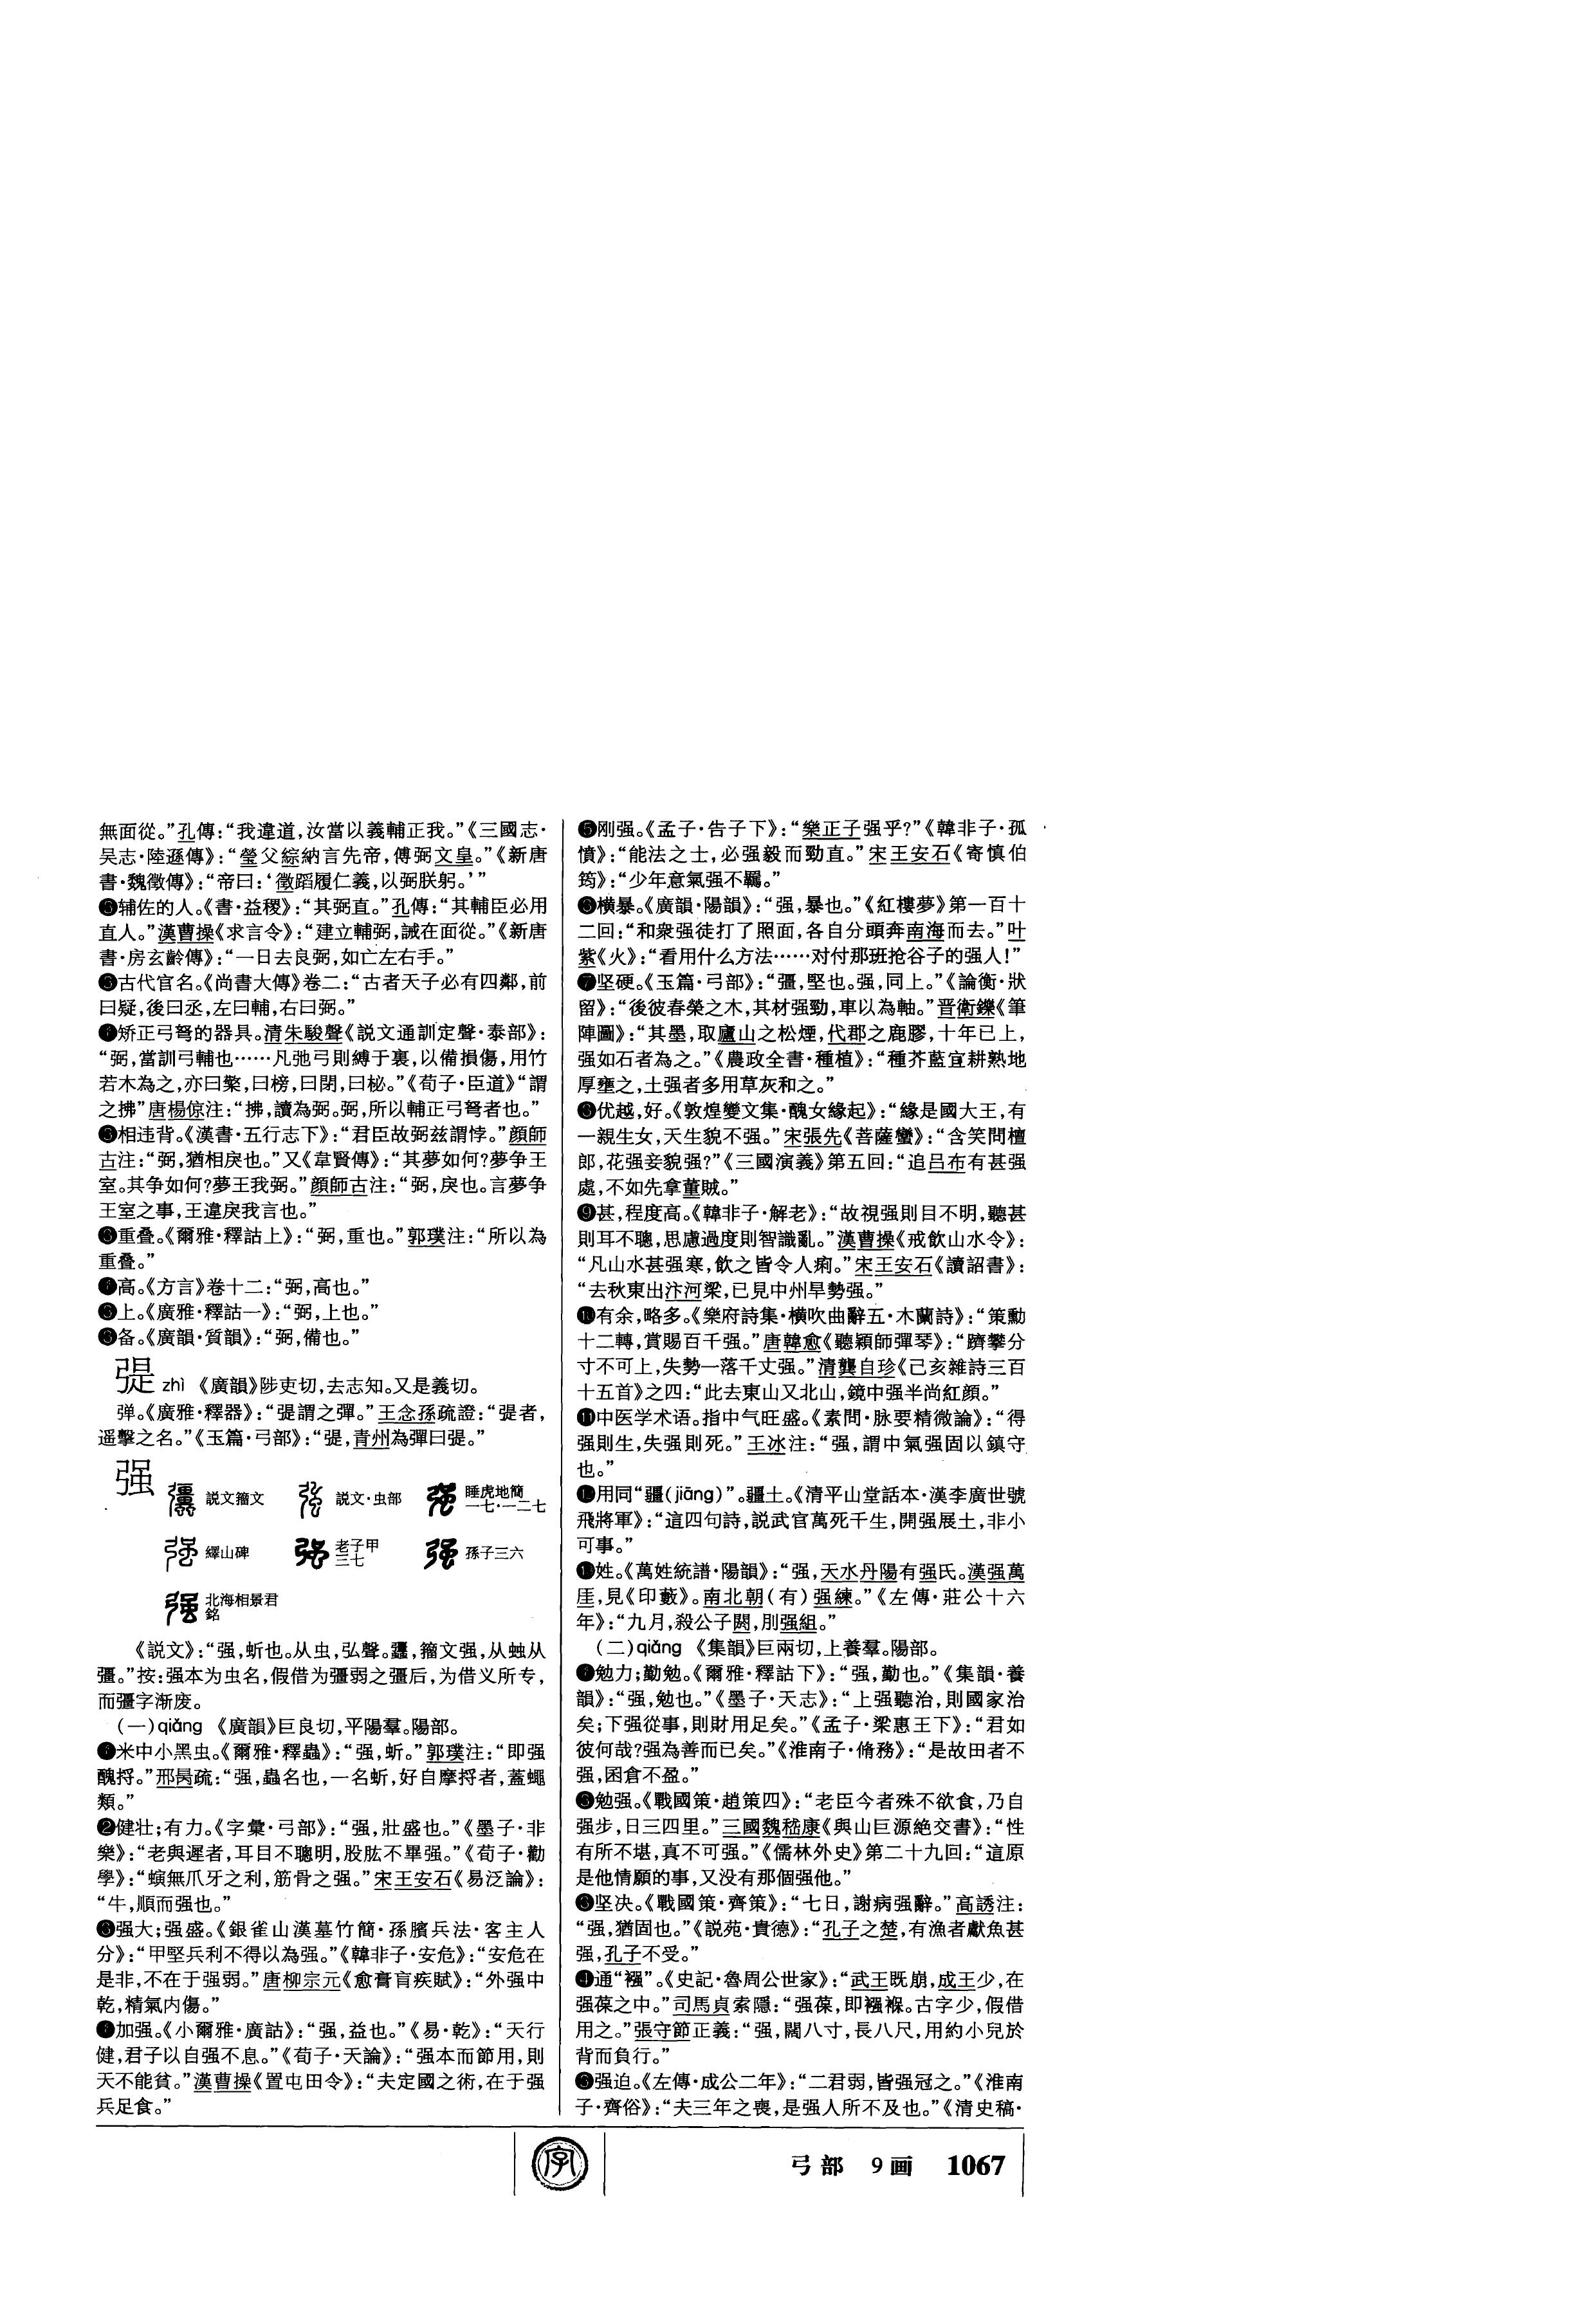 無面從。”孔傳：“我違道，汝當以義輔正我。”《三國志·
吴志·陸遜傳》：“瑩父綜納言先帝，傅弼文皇。”《新唐
書·魏徵傳》：“帝曰：‘徵蹈履仁義，以弼朕躬。’”
輔佐的人。《書·益稷》：“其弼直。”孔傳：“其輔臣必用
直人。”漢曹操《求言令》：“建立輔弼，誡在面從。”《新唐
書·房玄齡傳》：“一日去良弼，如亡左右手。”
古代官名。《尚書大傳》卷二：“古者天子必有四鄰，前
曰疑，後曰丞，左曰輔，右曰弼。”
矫正弓弩的器具。清朱駿聲《説文通訓定聲·泰部》：
“弼，當訓弓輔也……凡弛弓則縛于裏，以備損傷，用竹
若木為之，亦曰檠，曰榜，曰閉，曰柲。”《荀子·臣道》“謂
之拂”唐楊倞注：“拂，讀為弼。弼，所以輔正弓弩者也。”
相违背。《漢書·五行志下》：“君臣故弼兹謂悖。”顔師
古注：“弼，猶相戾也。”又《韋賢傳》：“其夢如何？夢争王
室。其争如何？夢王我弼。”顔師古注：“弼，戾也。言夢争
王室之事，王違戾我言也。”
重叠。《爾雅·釋詁上》：“弼，重也。”郭璞注：“所以為
重叠。”
高。《方言》卷十二：“弼，高也。”
上。《廣雅·釋詁一》：“弼，上也。”
备。《廣韻·質韻》：“弼，備也。”
弫 zhì 《廣韻》陟吏切，去志知。又是義切。
弹。《廣雅·釋器》：“謂之彈。”王念孫疏證：“者，
遥擊之名。”《玉篇·弓部》：“，青州為彈曰。”
强
説文籀文 説文·虫部 睡虎地簡一七·一二七
繹山碑 老子甲三七 孫子三六
北海相景君銘
《説文》：“强，蚚也。从虫，弘聲。，籀文强，从䖵从
彊。”按：强本为虫名，假借为彊弱之彊后，为借义所专，
而彊字渐废。
（一）qiǎng 《廣韻》巨良切，平陽羣。陽部。
❶米中小黑虫。《爾雅·釋蟲》：“强，蚚。”郭璞注：“即强
醜捋。”邢昺疏：“强，蟲名也，一名蚚，好自摩捋者，蓋蠅
類。”
❷健壮；有力。《字彙·弓部》：“强，壯盛也。”《墨子·非
樂》：“老與遲者，耳目不聰明，股肱不畢强。”《荀子·勸
學》：“螾無爪牙之利，筋骨之强。”宋王安石《易泛論》：
“牛，順而强也。”
❸强大；强盛。《銀雀山漢墓竹簡·孫臏兵法·客主人
分》：“甲堅兵利不得以為强。”《韓非子·安危》：“安危在
是非，不在于强弱。”唐柳宗元《愈膏肓疾賦》：“外强中
乾，精氣内傷。”
❹加强。《小爾雅·廣詁》：“强，益也。”《易·乾》：“天行
健，君子以自强不息。”《荀子·天論》：“强本而節用，則
天不能貧。”漢曹操《置屯田令》：“夫定國之術，在于强
兵足食。”
❺刚强。《孟子·告子下》：“樂正子强乎？”《韓非子·孤
憤》：“能法之士，必强毅而勁直。”宋王安石《寄慎伯
筠》：“少年意氣强不羈。”
❻横暴。《廣韻·陽韻》：“强，暴也。”《紅樓夢》第一百十
二回：“和衆强徒打了照面，各自分頭奔南海而去。”叶
紫《火》：“看用什么方法……对付那班抢谷子的强人！”
❼坚硬。《玉篇·弓部》：“彊，堅也。强，同上。”《論衡·狀
留》：“後彼春榮之木，其材强勁，車以為軸。”晋衛鑠《筆
陣圖》：“其墨，取廬山之松煙，代郡之鹿膠，十年已上，
强如石者為之。”《農政全書·種植》：“種芥藍宜耕熟地
厚壅之，土强者多用草灰和之。”
❽优越，好。《敦煌變文集·醜女緣起》：“緣是國大王，有
一親生女，天生貌不强。”宋張先《菩薩蠻》：“含笑問檀
郎，花强妾貌强？”《三國演義》第五回：“追吕布有甚强
處，不如先拿董賊。”
❾甚，程度高。《韓非子·解老》：“故視强則目不明，聽甚
則耳不聰，思慮過度則智識亂。”漢曹操《戒飲山水令》：
“凡山水甚强寒，飲之皆令人痢。”宋王安石《讀詔書》：
“去秋東出汴河梁，已見中州旱勢强。”
❿有余，略多。《樂府詩集·横吹曲辭五·木蘭詩》：“策勳
十二轉，賞賜百千强。”唐韓愈《聽穎師彈琴》：“躋攀分
寸不可上，失勢一落千丈强。”清龔自珍《己亥雜詩三百
十五首》之四：“此去東山又北山，鏡中强半尚紅顔。”
⓫中医学术语。指中气旺盛。《素問·脉要精微論》：“得
强則生，失强則死。”王冰注：“强，謂中氣强固以鎮守
也。”
⓬用同“疆（jiāng）”。疆土。《清平山堂話本·漢李廣世號
飛將軍》：“這四句詩，説武官萬死千生，開强展土，非小
可事。”
⓭姓。《萬姓統譜·陽韻》：“强，天水丹陽有强氏。漢强萬
厓，見《印藪》。南北朝（有）强練。”《左傳·莊公十六
年》：“九月，殺公子閼，刖强組。”
（二）qiǎng 《集韻》巨兩切，上養羣。陽部。
勉力；勤勉。《爾雅·釋詁下》：“强，勤也。”《集韻·養
韻》：“强，勉也。”《墨子·天志》：“上强聽治，則國家治
矣；下强從事，則財用足矣。”《孟子·梁惠王下》：“君如
彼何哉？强為善而已矣。”《淮南子·脩務》：“是故田者不
强，囷倉不盈。”
勉强。《戰國策·趙策四》：“老臣今者殊不欲食，乃自
强步，日三四里。”三國魏嵇康《與山巨源絶交書》：“性
有所不堪，真不可强。”《儒林外史》第二十九回：“這原
是他情願的事，又没有那個强他。”
❸坚决。《戰國策·齊策》：“七日，謝病强辭。”高誘注：
“强，猶固也。”《説苑·貴德》：“孔子之楚，有漁者獻魚甚
强，孔子不受。”
❹通“襁”。《史記·魯周公世家》：“武王既崩，成王少，在
强葆之中。”司馬貞索隱：“强葆，即襁褓。古字少，假借
用之。”張守節正義：“强，闊八寸，長八尺，用約小兒於
背而負行。”
强迫。《左傳·成公二年》：“二君弱，皆强冠之。”《淮南
子·齊俗》：“夫三年之喪，是强人所不及也。”《清史稿·
字
弓部 9画 1067